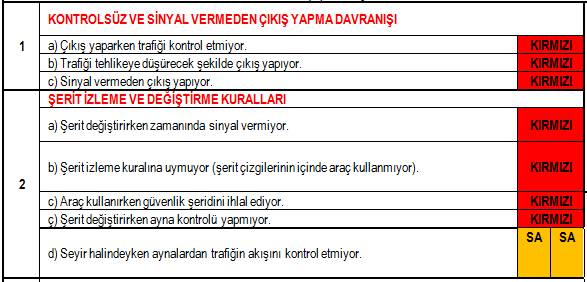 KONTROLSÜZ VE SİNYAL VERMEDEN ÇIKIŞ YAPMA DAVRANIŞI
1
a) Çıkış yaparken trafiği kontrol etmiyor. KIRMIZI
b) Trafiği tehlikeye düşürecek şekilde çıkış yapıyor. KIRMIZI
c) Sinyal vermeden çıkış yapıyor. KIRMIZI
ŞERİT İZLEME VE DEĞİŞTİRME KURALLARI
2
a) Şerit değiştirirken zamanında sinyal vermiyor. KIRMIZI
b) Şerit izleme kuralına uymuyor (şerit çizgilerinin içinde araç kullanmıyor). KIRMIZI
c) Araç kullanırken güvenlik şeridini ihlal ediyor. KIRMIZI
ç) Şerit değiştirirken ayna kontrolü yapmıyor. KIRMIZI
d) Seyir halindeyken aynalardan trafiğin akışını kontrol etmiyor. SA SA